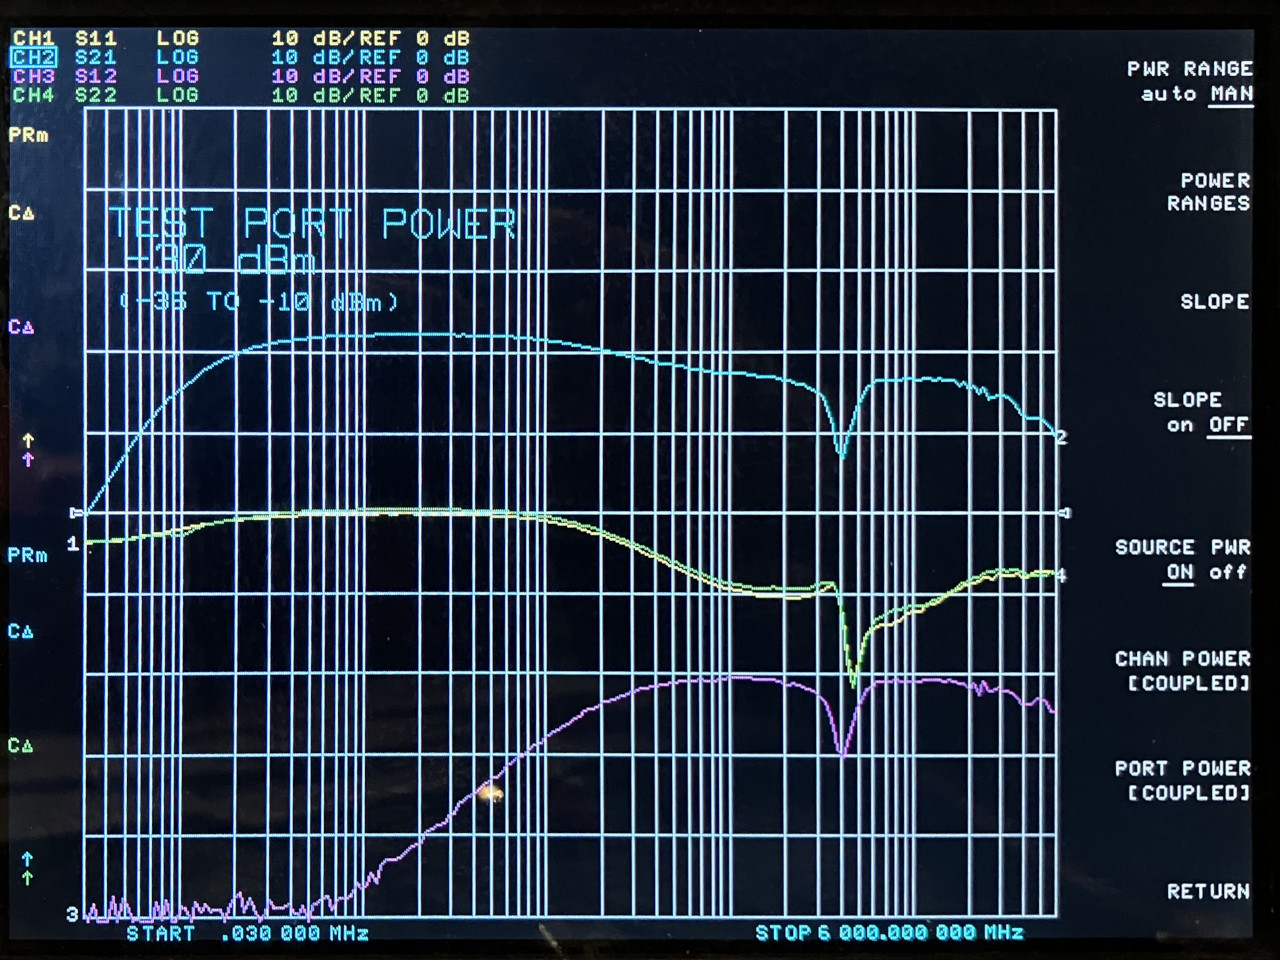 CH1 S11 LOG 10 dB/REF 0 dB
CH2 S21 LOG 10 dB/REF 0 dB
CH3 S12 LOG 10 dB/REF 0 dB
CH4 S22 LOG 10 dB/REF 0 dB
PRm
CΔ
CΔ
↑
↑
1
PRm
CΔ
CΔ
↑
↑
3
TEST PORT POWER
-30 dBm
(-35 TO -10 dBm)
2
4
START .030 000 MHz
STOP 6 000.000 000 MHz
PWR RANGE
auto MAN
POWER
RANGES
SLOPE
SLOPE
on OFF
SOURCE PWR
ON off
CHAN POWER
[COUPLED]
PORT POWER
[COUPLED]
RETURN